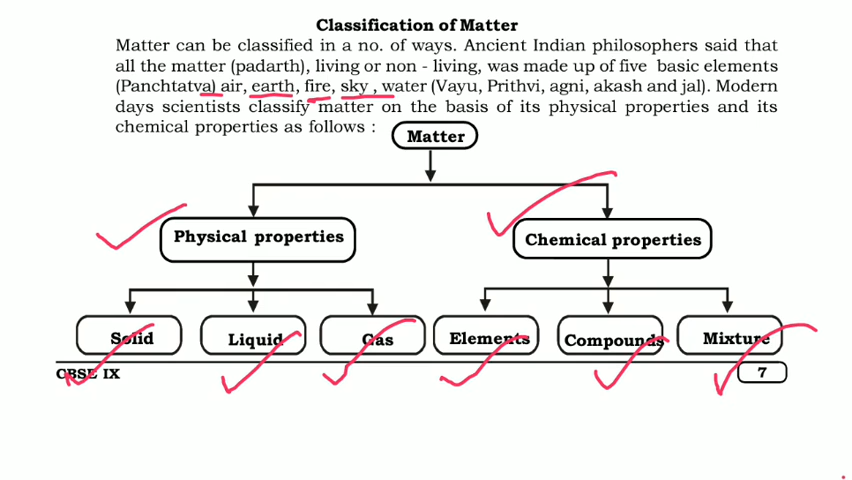 Classification of Matter
Matter can be classified in a no. of ways. Ancient Indian philosophers said that
all the matter (padarth), living or non - living, was made up of five basic elements
(Panchtatva) air, earth, fire, sky , water (Vayu, Prithvi, agni, akash and jal). Modern
days scientists classify matter on the basis of its physical properties and its
chemical properties as follows :
Matter
Physical properties
Chemical properties
Solid
Liquid
Gas
Elements
Compounds
Mixture
CBSE IX
7